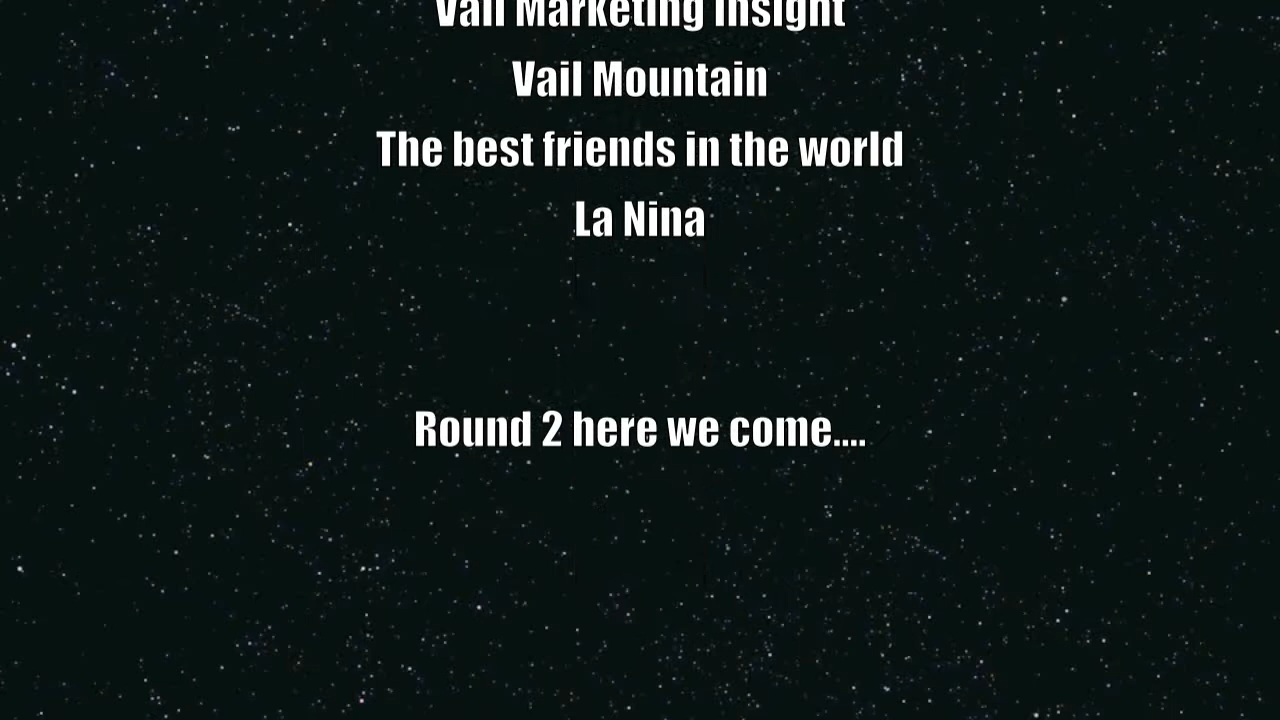 Vail Marketing Insight
Vail Mountain
The best friends in the world
La Nina
Round 2 here we come....